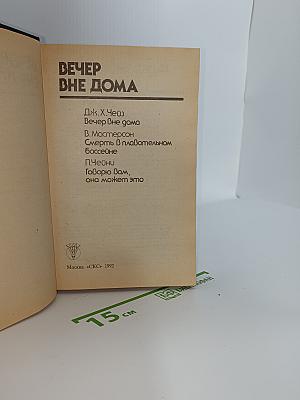 ВЕЧЕР
ВНЕ ДОМА
Дж. Х. Чейз
Вечер вне дома
В. Мастерсон
Смерть в плавательном
бассейне
П. Чейни
Говорю вам,
она может это
Москва «СКС» 1992
15 см